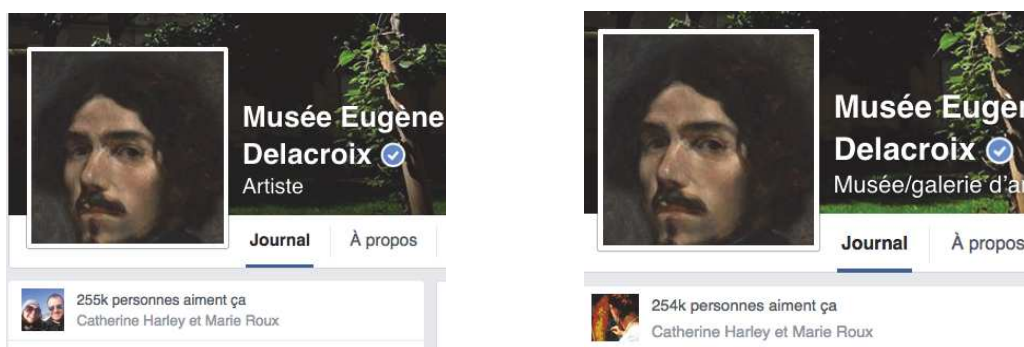 Musée Eugène
Delacroix
Artiste
Journal À propos
255k personnes aiment ça
Catherine Harley et Marie Roux
Musée
Delacroix
Musée/galerie
Journal À propos
254k personnes aiment ça
Catherine Harley et Marie Roux